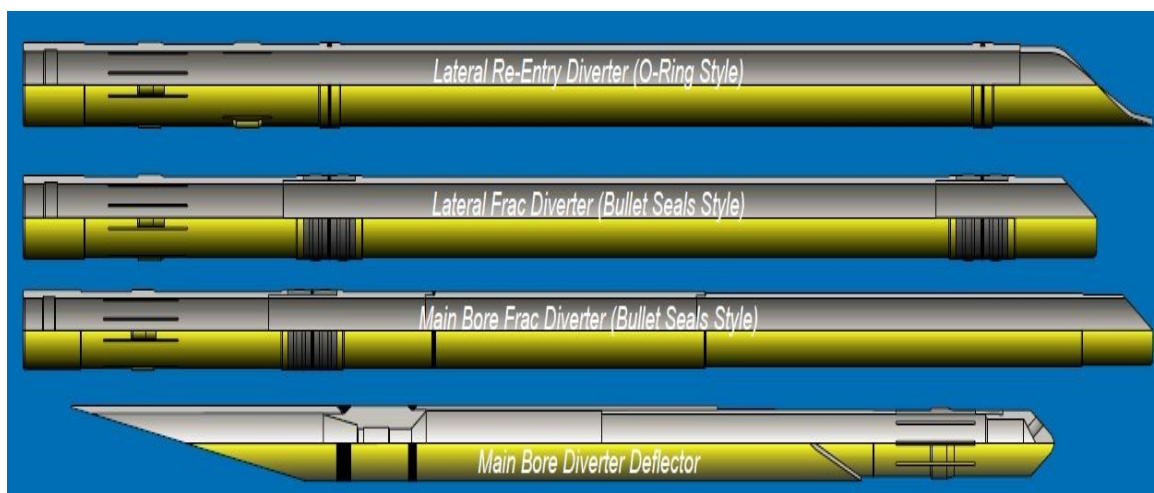 Lateral Re-Entry Diverter (O-Ring Style)
Lateral Frac Diverter (Bullet Seals Style)
Main Bore Frac Diverter (Bullet Seals Style)
Main Bore Diverter Deflector